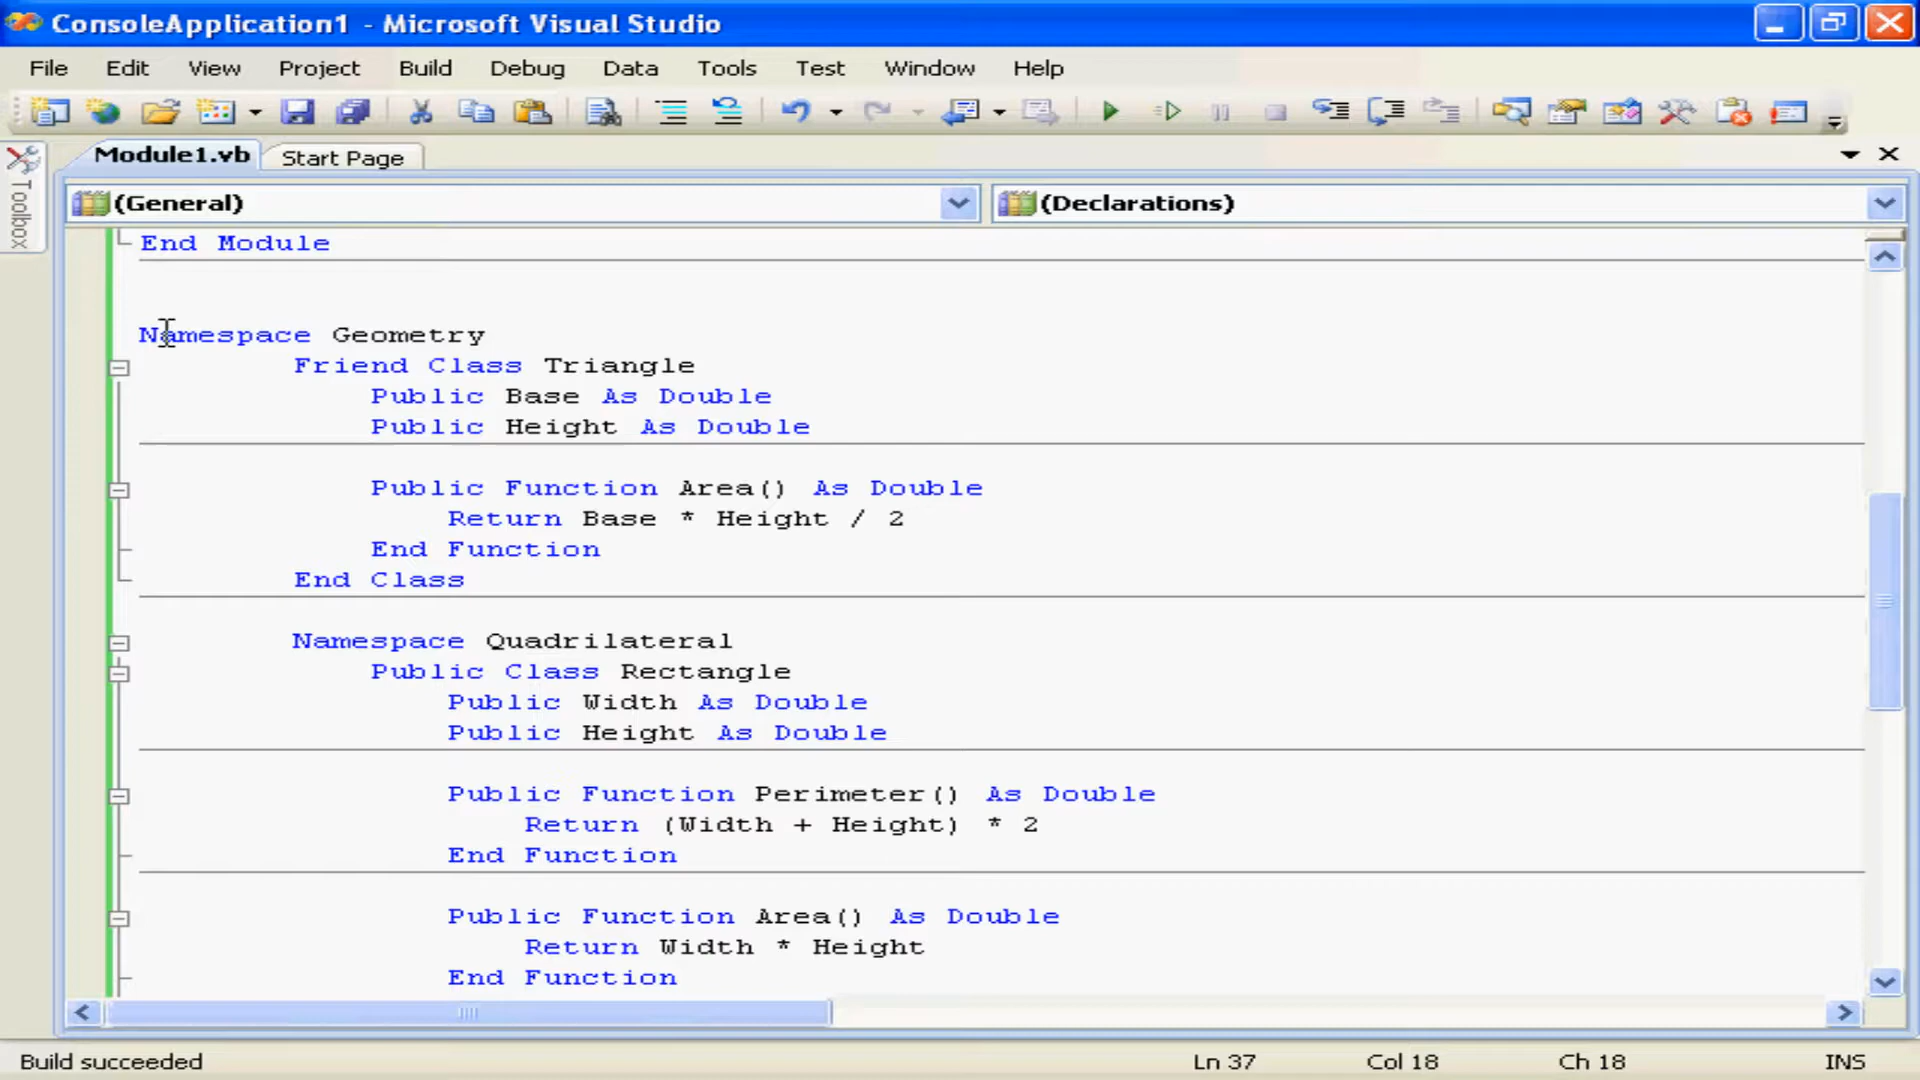 ConsoleApplication1 - Microsoft Visual Studio
File Edit View Project Build Debug Data Tools Test Window Help
Module1.vb Start Page
Toolbox
(General) (Declarations)
End Module
Namespace Geometry
Friend Class Triangle
Public Base As Double
Public Height As Double
Public Function Area() As Double
Return Base * Height / 2
End Function
End Class
Namespace Quadrilateral
Public Class Rectangle
Public Width As Double
Public Height As Double
Public Function Perimeter() As Double
Return (Width + Height) * 2
End Function
Public Function Area() As Double
Return Width * Height
End Function
Build succeeded Ln 37 Col 18 Ch 18 INS